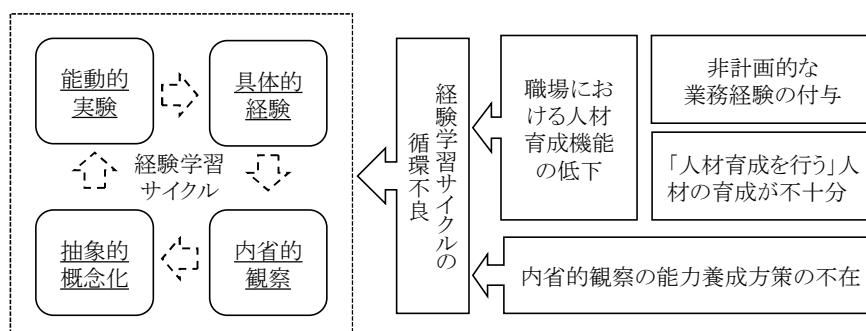 能動的
実験
具体的
経験
経験学習
サイクル
抽象的
概念化
内省的
観察
経験学習サイクルの
循環不良
職場にお
ける人材
育成機能
の低下
非計画的な
業務経験の付与
「人材育成を行う」人
材の育成が不十分
内省的観察の能力養成方策の不在